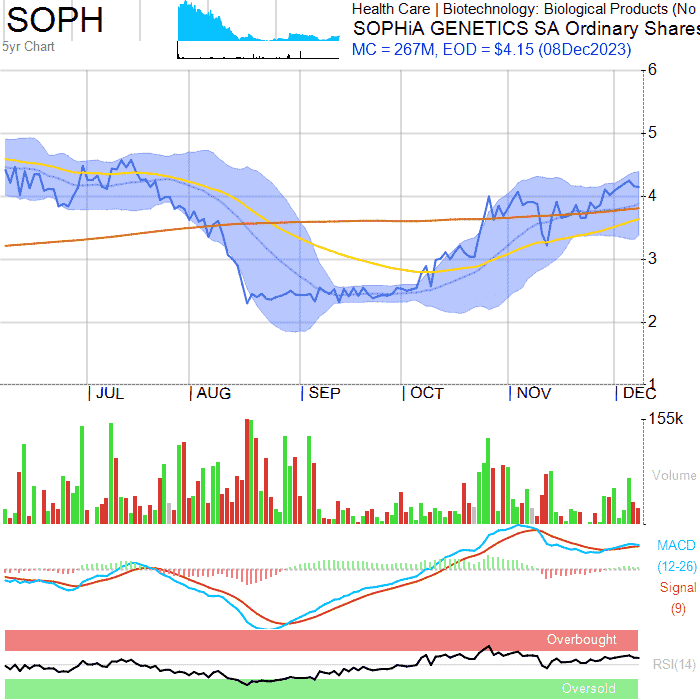 SOPH
5yr Chart
Health Care | Biotechnology: Biological Products (No
SOPHiA GENETICS SA Ordinary Shares
MC = 267M, EOD = $4.15 (08Dec2023)
6
5
4
3
2
1
JUL AUG SEP OCT NOV DEC
155k
Volume
MACD
(12-26)
Signal
(9)
Overbought
RSI(14)
Oversold